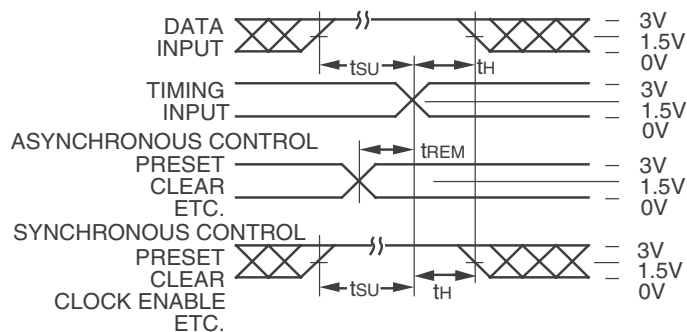 DATA
INPUT
tSU
tH
3V
1.5V
0V
TIMING
INPUT
3V
1.5V
0V
ASYNCHRONOUS CONTROL
PRESET
CLEAR
ETC.
tREM
3V
1.5V
0V
SYNCHRONOUS CONTROL
PRESET
CLEAR
CLOCK ENABLE
ETC.
tSU
tH
3V
1.5V
0V